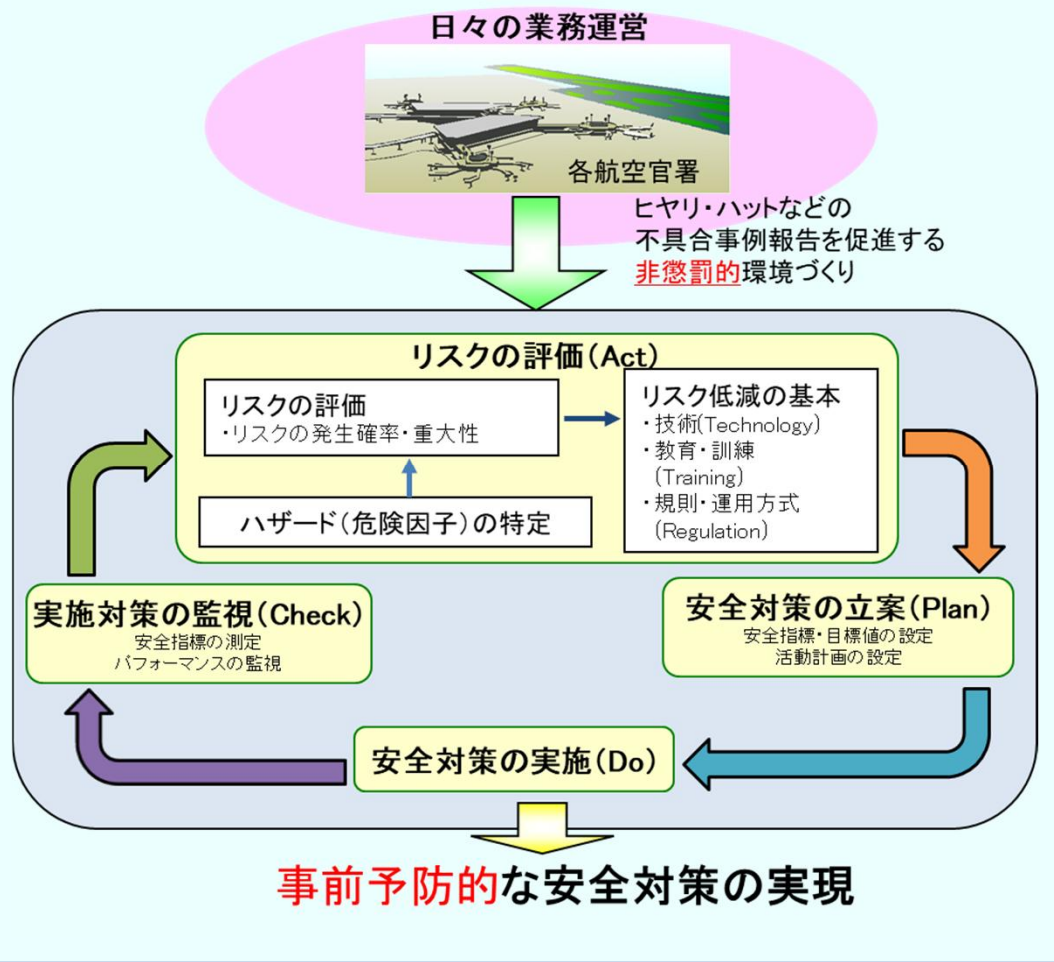 日々の業務運営
各航空官署
ヒヤリ・ハットなどの
不具合事例報告を促進する
非懲罰的環境づくり
リスクの評価(Act)
リスクの評価
・リスクの発生確率・重大性
ハザード(危険因子)の特定
リスク低減の基本
・技術(Technology)
・教育・訓練
(Training)
・規則・運用方式
(Regulation)
安全対策の立案(Plan)
安全指標・目標値の設定
活動計画の設定
安全対策の実施(Do)
実施対策の監視(Check)
安全指標の測定
パフォーマンスの監視
事前予防的な安全対策の実現